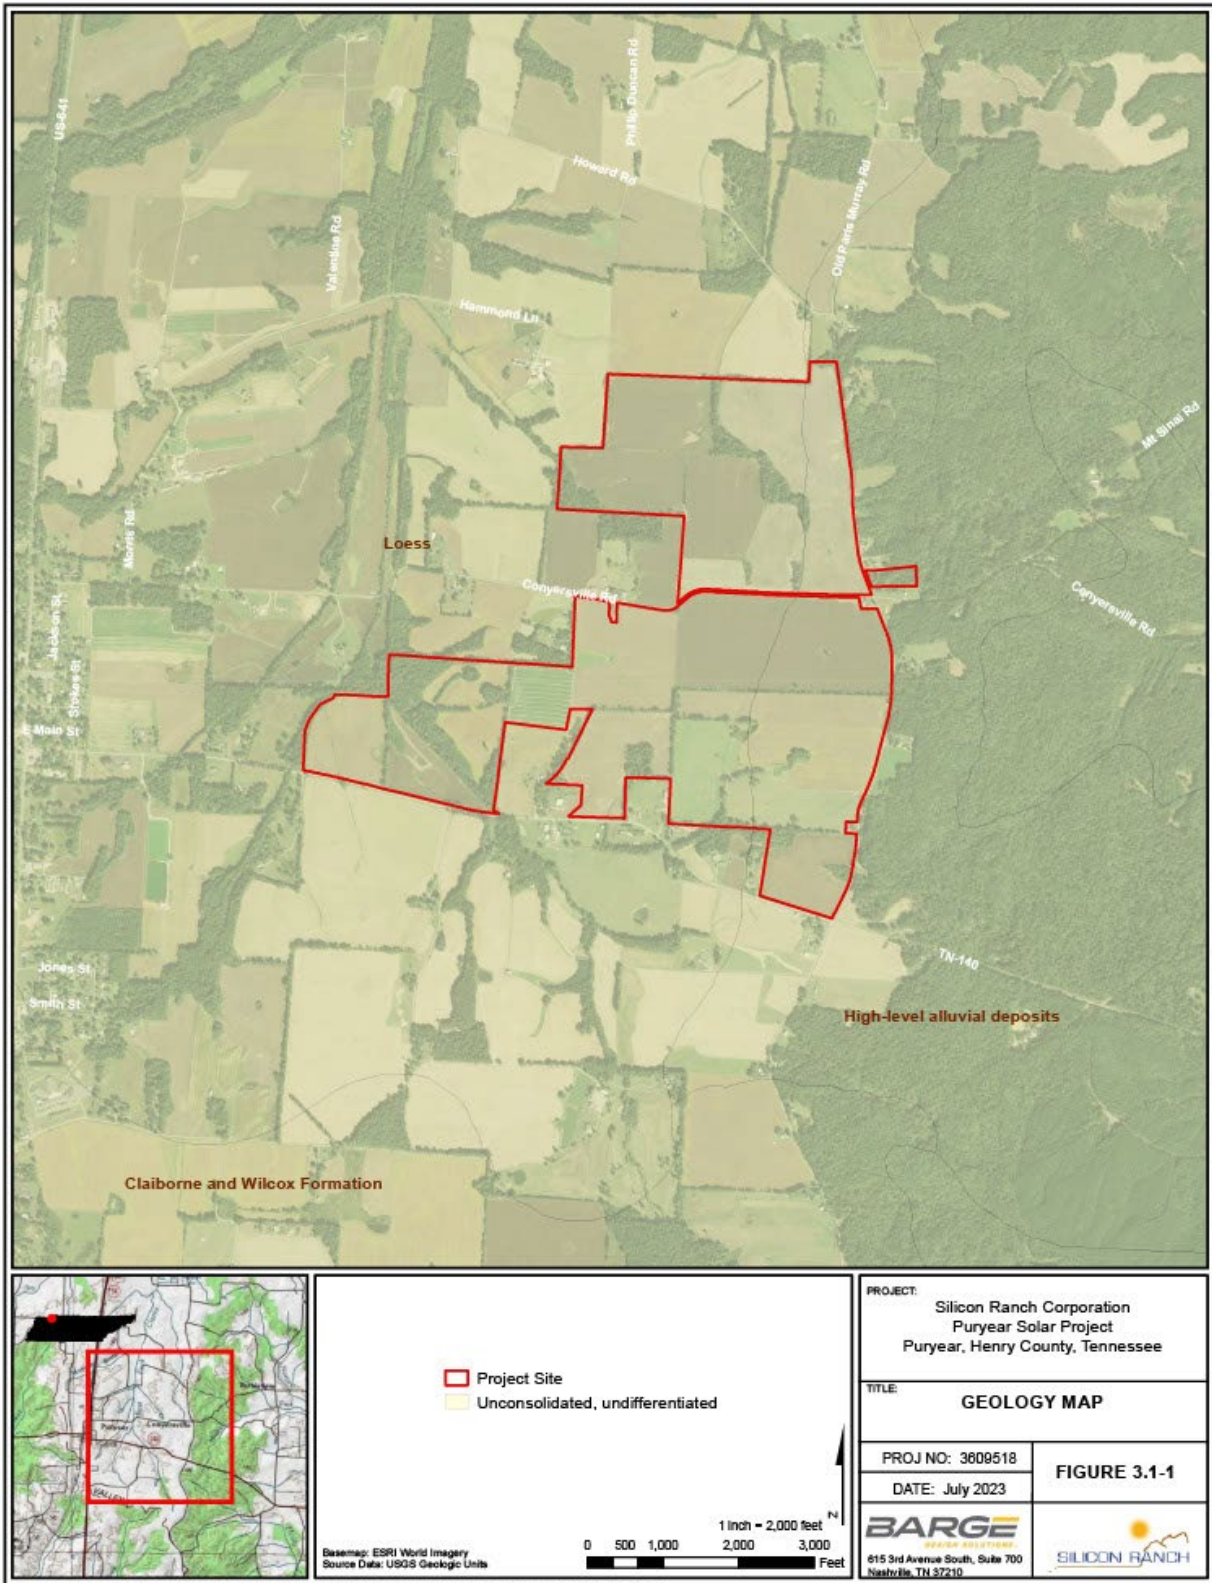 US-641
Phillip Duncan Rd
Howard Rd
Old Paris Murray Rd
Valentine Rd
Hammond Ln
Mt Sinai Rd
Morris Rd
Loess
Conyersville Rd
Conyersville Rd
Jackson St
Stokes St
E Main St
TN-140
Jones St
Smith St
High-level alluvial deposits
Claiborne and Wilcox Formation
Puryear
Conyersville
Project Site
Unconsolidated, undifferentiated
1 inch = 2,000 feet
N
0 500 1,000 2,000 3,000
Feet
Basemap: ESRI World Imagery
Source Data: USGS Geologic Units
PROJECT:
Silicon Ranch Corporation
Puryear Solar Project
Puryear, Henry County, Tennessee
TITLE:
GEOLOGY MAP
PROJ NO: 3609518
DATE: July 2023
FIGURE 3.1-1
BARGE
DESIGN SOLUTIONS
615 3rd Avenue South, Suite 700
Nashville, TN 37210
SILICON RANCH